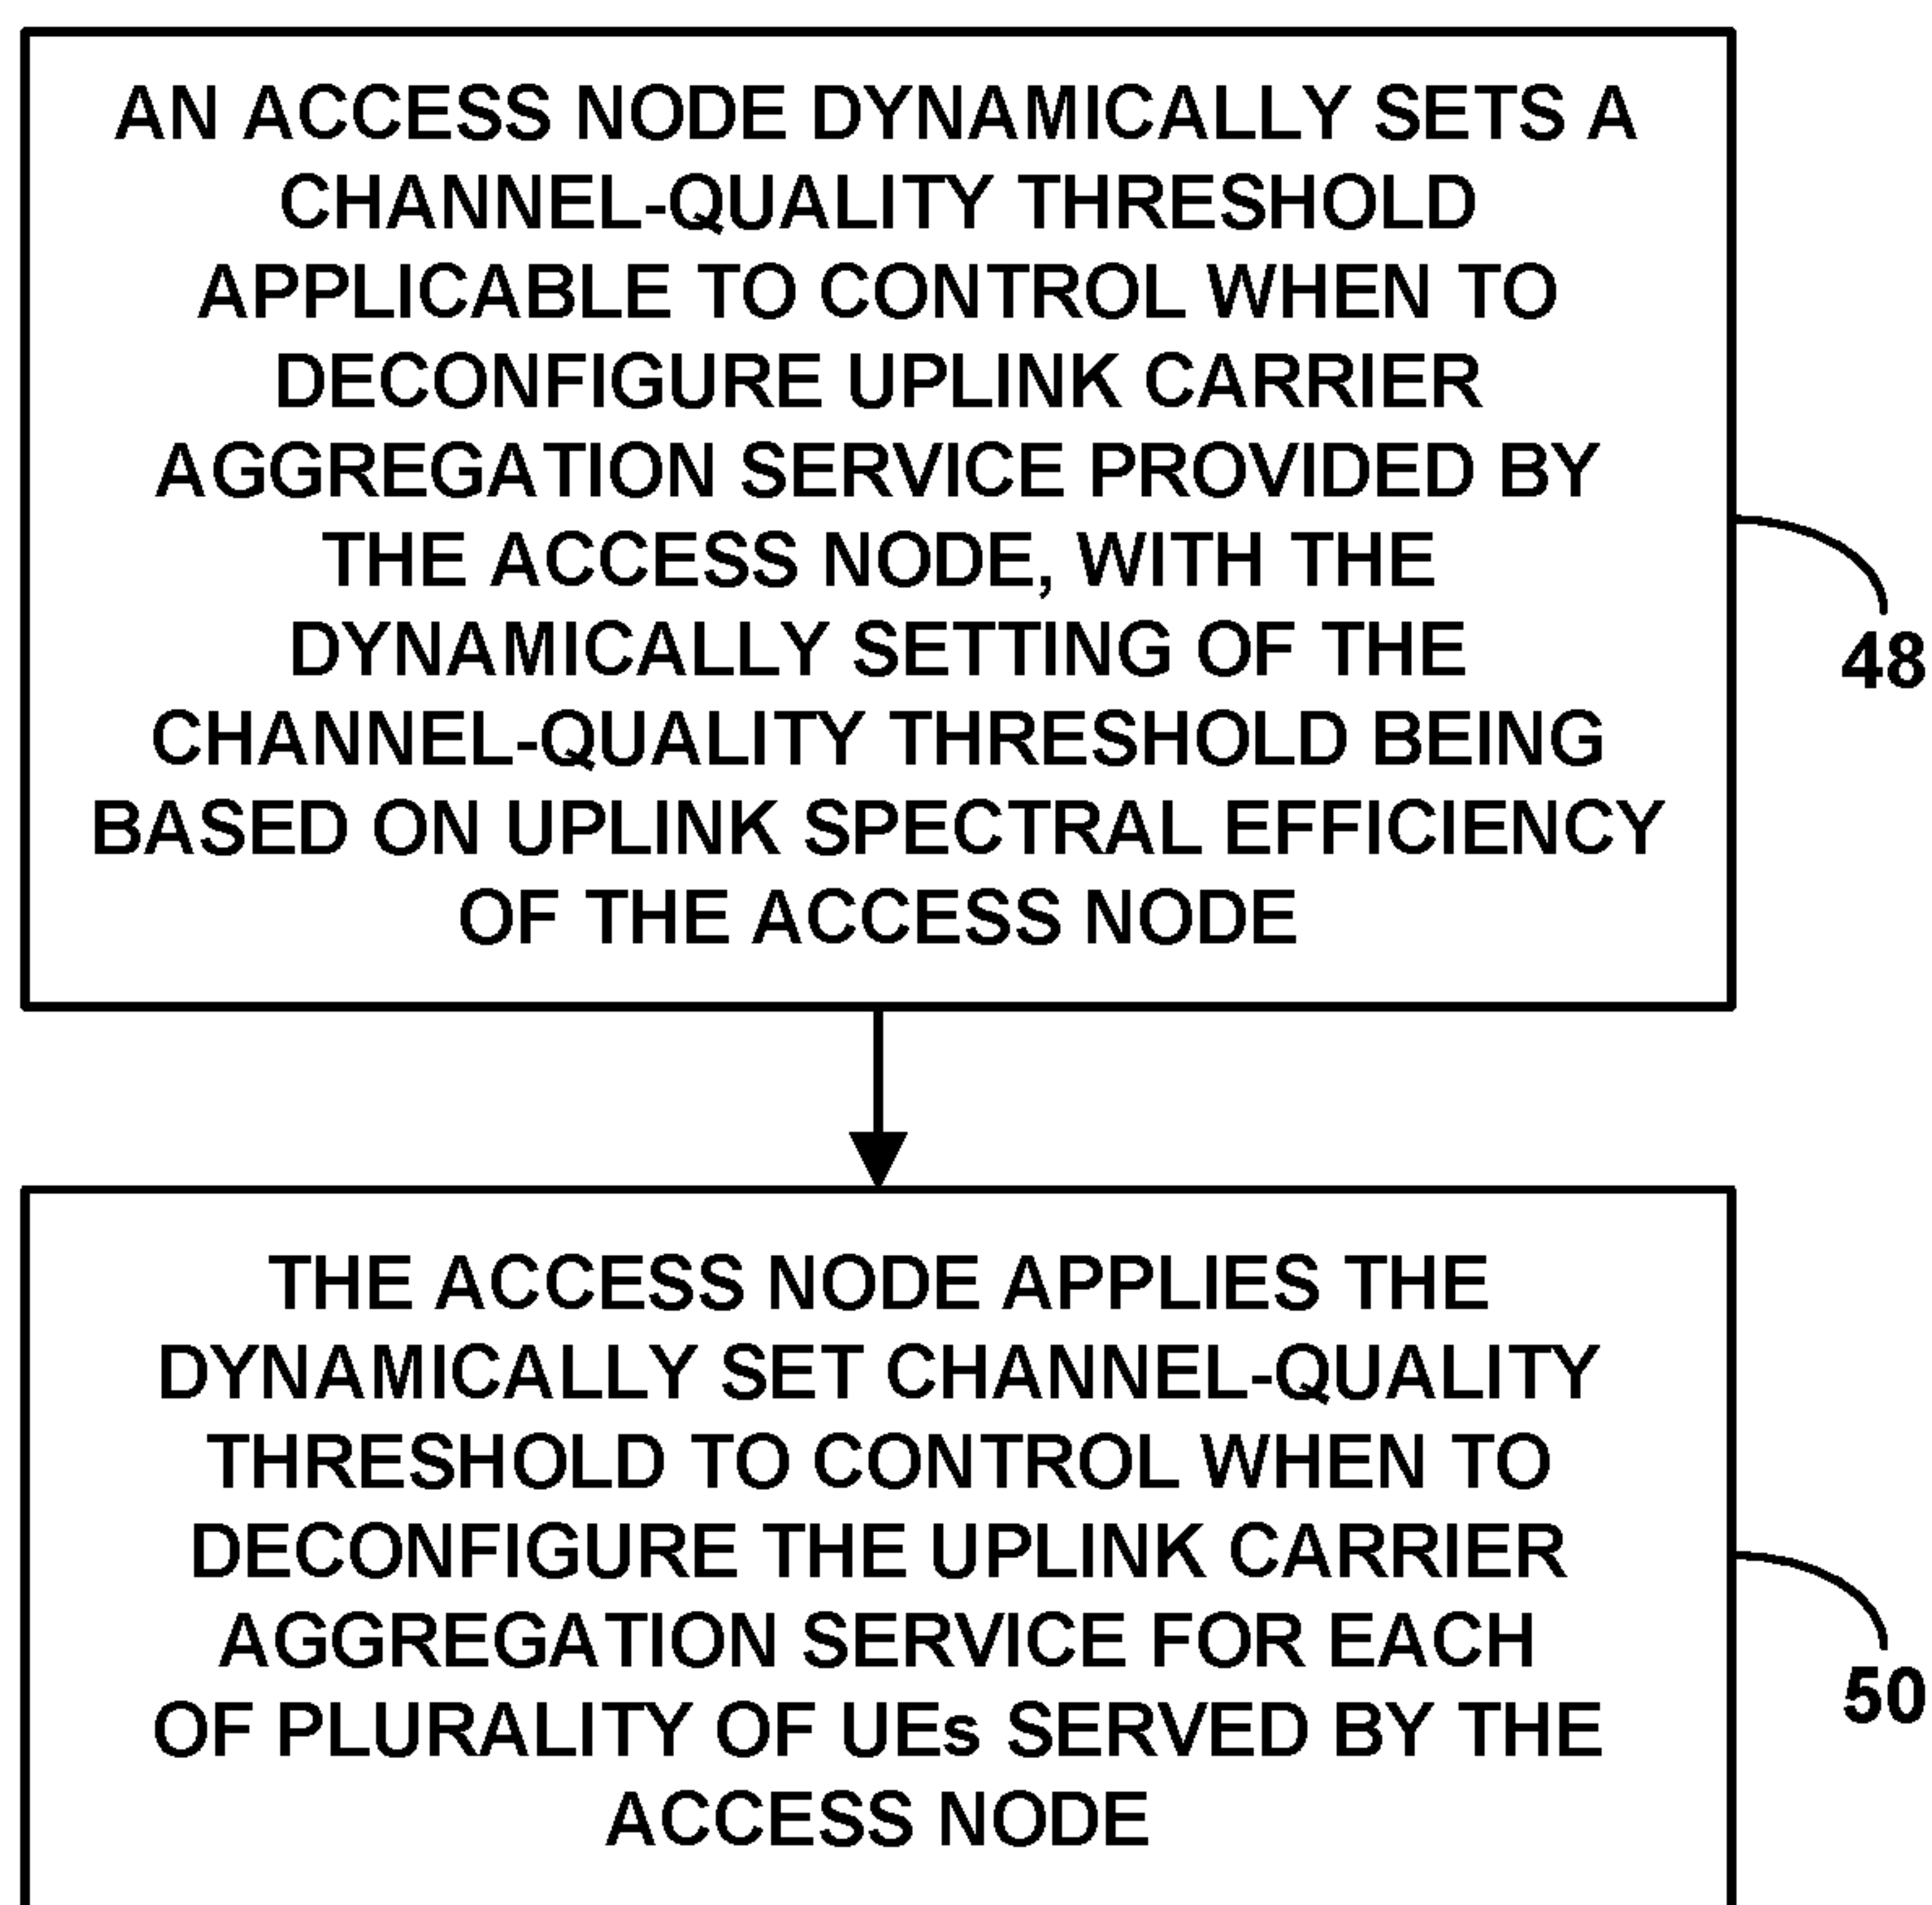 AN ACCESS NODE DYNAMICALLY SETS A
CHANNEL-QUALITY THRESHOLD
APPLICABLE TO CONTROL WHEN TO
DECONFIGURE UPLINK CARRIER
AGGREGATION SERVICE PROVIDED BY
THE ACCESS NODE, WITH THE
DYNAMICALLY SETTING OF THE
CHANNEL-QUALITY THRESHOLD BEING
BASED ON UPLINK SPECTRAL EFFICIENCY
OF THE ACCESS NODE
48
THE ACCESS NODE APPLIES THE
DYNAMICALLY SET CHANNEL-QUALITY
THRESHOLD TO CONTROL WHEN TO
DECONFIGURE THE UPLINK CARRIER
AGGREGATION SERVICE FOR EACH
OF PLURALITY OF UEs SERVED BY THE
ACCESS NODE
50